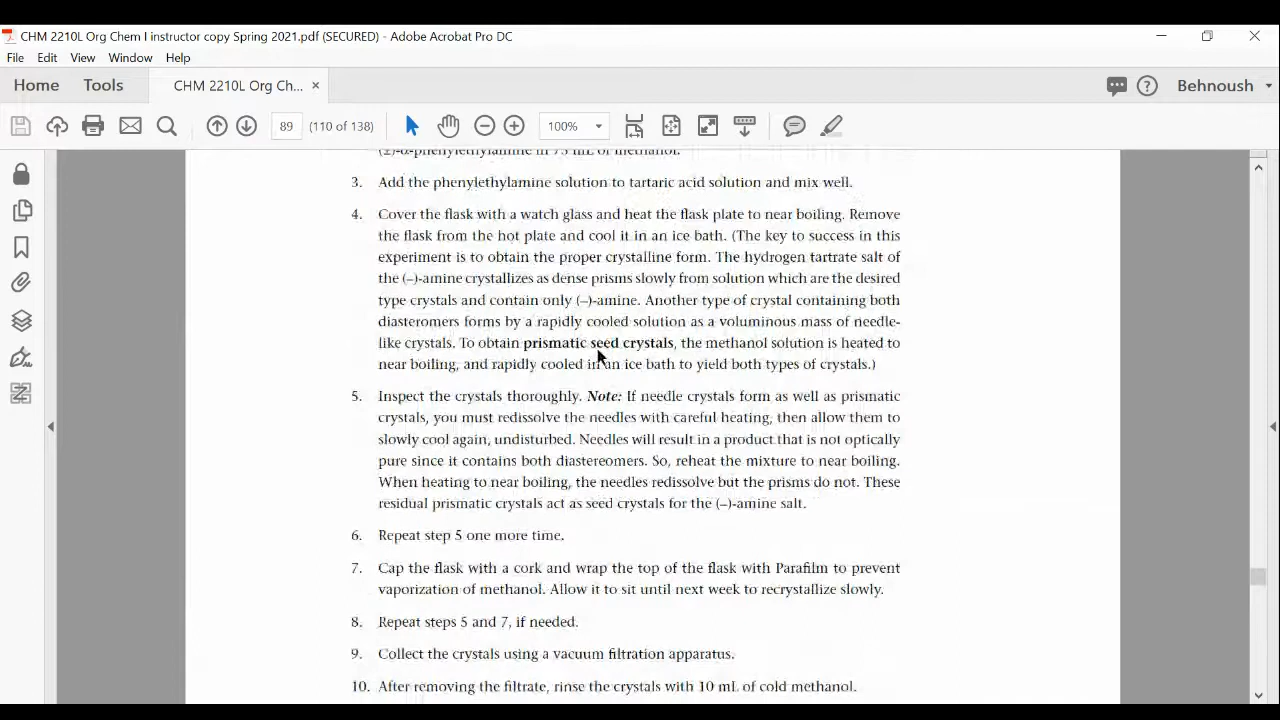 CHM 2210L Org Chem I instructor copy Spring 2021.pdf (SECURED) - Adobe Acrobat Pro DC
File Edit View Window Help
Home Tools CHM 2210L Org Ch... × Behnoush
89 (110 of 138) 100%
(±)-α-phenylethylamine in 75 mL of methanol.
3. Add the phenylethylamine solution to tartaric acid solution and mix well.
4. Cover the flask with a watch glass and heat the flask plate to near boiling. Remove
the flask from the hot plate and cool it in an ice bath. (The key to success in this
experiment is to obtain the proper crystalline form. The hydrogen tartrate salt of
the (–)-amine crystallizes as dense prisms slowly from solution which are the desired
type crystals and contain only (–)-amine. Another type of crystal containing both
diasteromers forms by a rapidly cooled solution as a voluminous mass of needle-
like crystals. To obtain prismatic seed crystals, the methanol solution is heated to
near boiling, and rapidly cooled in an ice bath to yield both types of crystals.)
5. Inspect the crystals thoroughly. Note: If needle crystals form as well as prismatic
crystals, you must redissolve the needles with careful heating, then allow them to
slowly cool again, undisturbed. Needles will result in a product that is not optically
pure since it contains both diastereomers. So, reheat the mixture to near boiling.
When heating to near boiling, the needles redissolve but the prisms do not. These
residual prismatic crystals act as seed crystals for the (–)-amine salt.
6. Repeat step 5 one more time.
7. Cap the flask with a cork and wrap the top of the flask with Parafilm to prevent
vaporization of methanol. Allow it to sit until next week to recrystallize slowly.
8. Repeat steps 5 and 7, if needed.
9. Collect the crystals using a vacuum filtration apparatus.
10. After removing the filtrate, rinse the crystals with 10 mL of cold methanol.